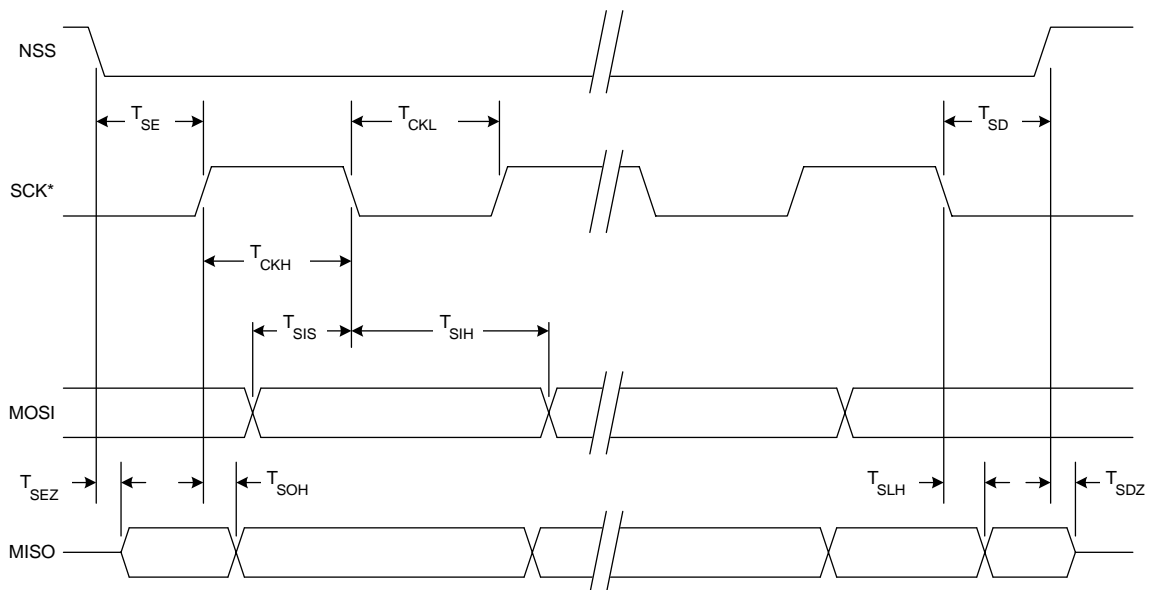 NSS
T_SE
T_CKL
T_SD
SCK*
T_CKH
T_SIS
T_SIH
MOSI
T_SEZ
T_SOH
T_SLH
T_SDZ
MISO